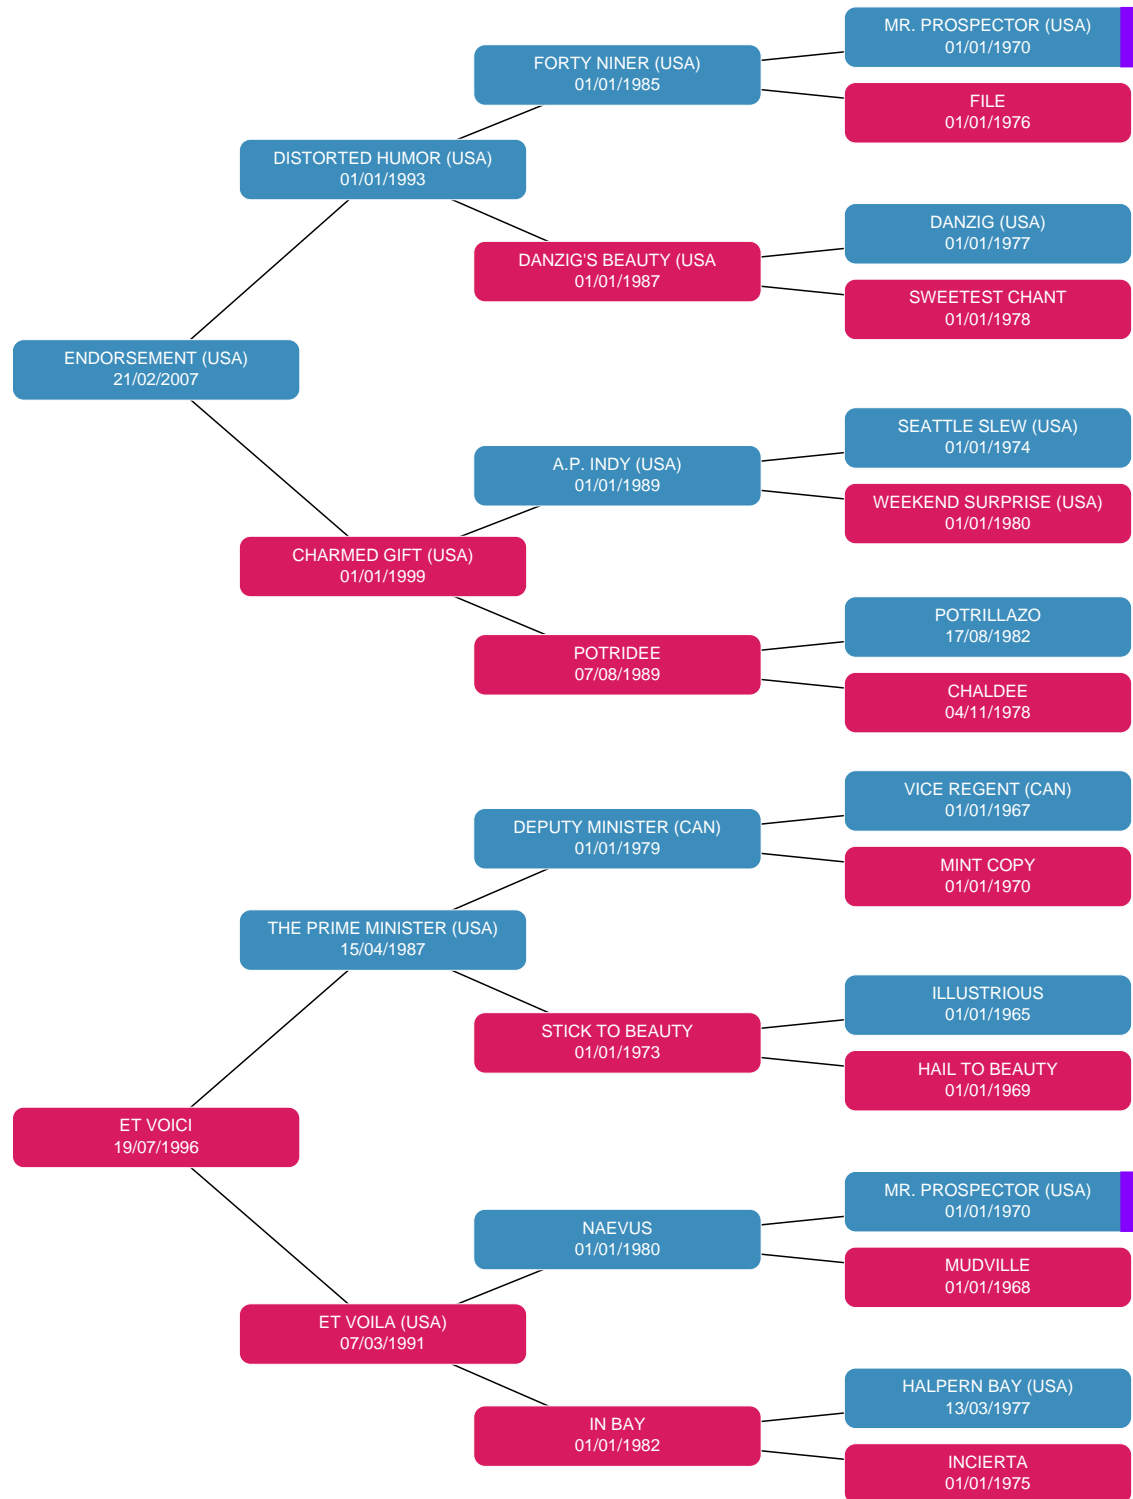 MR. PROSPECTOR (USA)
01/01/1970
FORTY NINER (USA)
01/01/1985
FILE
01/01/1976
DISTORTED HUMOR (USA)
01/01/1993
DANZIG (USA)
01/01/1977
DANZIG'S BEAUTY (USA
01/01/1987
SWEETEST CHANT
01/01/1978
ENDORSEMENT (USA)
21/02/2007
SEATTLE SLEW (USA)
01/01/1974
A.P. INDY (USA)
01/01/1989
WEEKEND SURPRISE (USA)
01/01/1980
CHARMED GIFT (USA)
01/01/1999
POTRILLAZO
17/08/1982
POTRIDEE
07/08/1989
CHALDEE
04/11/1978
VICE REGENT (CAN)
01/01/1967
DEPUTY MINISTER (CAN)
01/01/1979
MINT COPY
01/01/1970
THE PRIME MINISTER (USA)
15/04/1987
ILLUSTRIOUS
01/01/1965
STICK TO BEAUTY
01/01/1973
HAIL TO BEAUTY
01/01/1969
ET VOICI
19/07/1996
MR. PROSPECTOR (USA)
01/01/1970
NAEVUS
01/01/1980
MUDVILLE
01/01/1968
ET VOILA (USA)
07/03/1991
HALPERN BAY (USA)
13/03/1977
IN BAY
01/01/1982
INCIERTA
01/01/1975